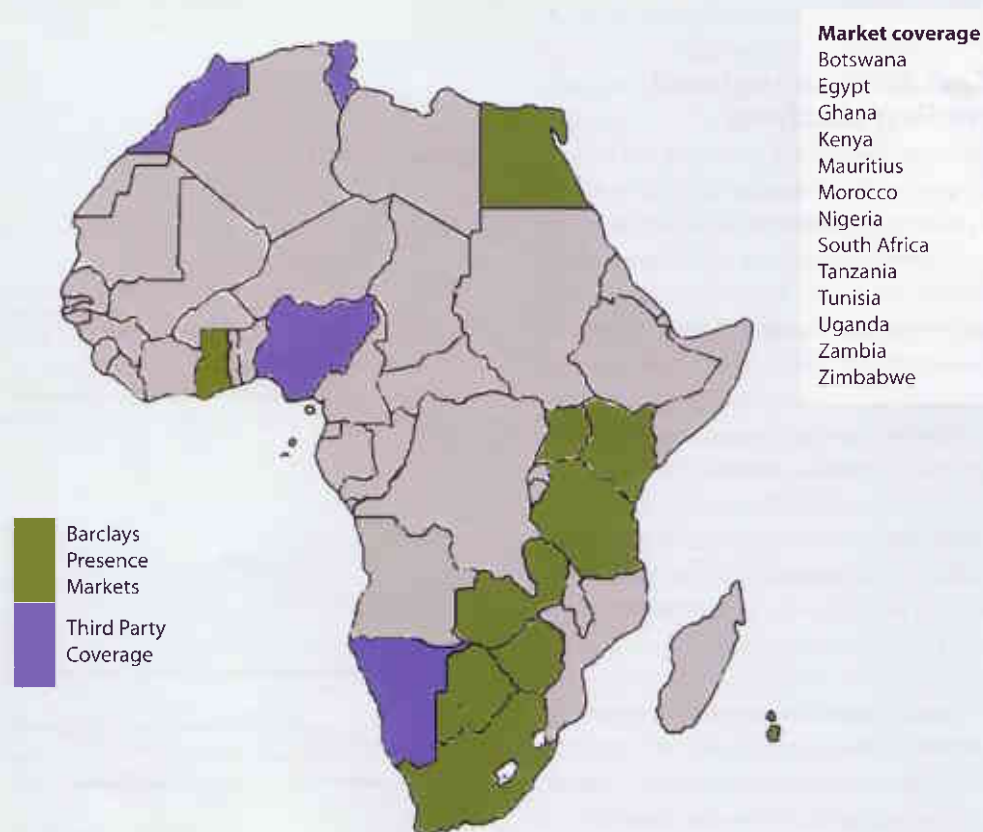 Market coverage
Botswana
Egypt
Ghana
Kenya
Mauritius
Morocco
Nigeria
South Africa
Tanzania
Tunisia
Uganda
Zambia
Zimbabwe
Barclays
Presence
Markets
Third Party
Coverage